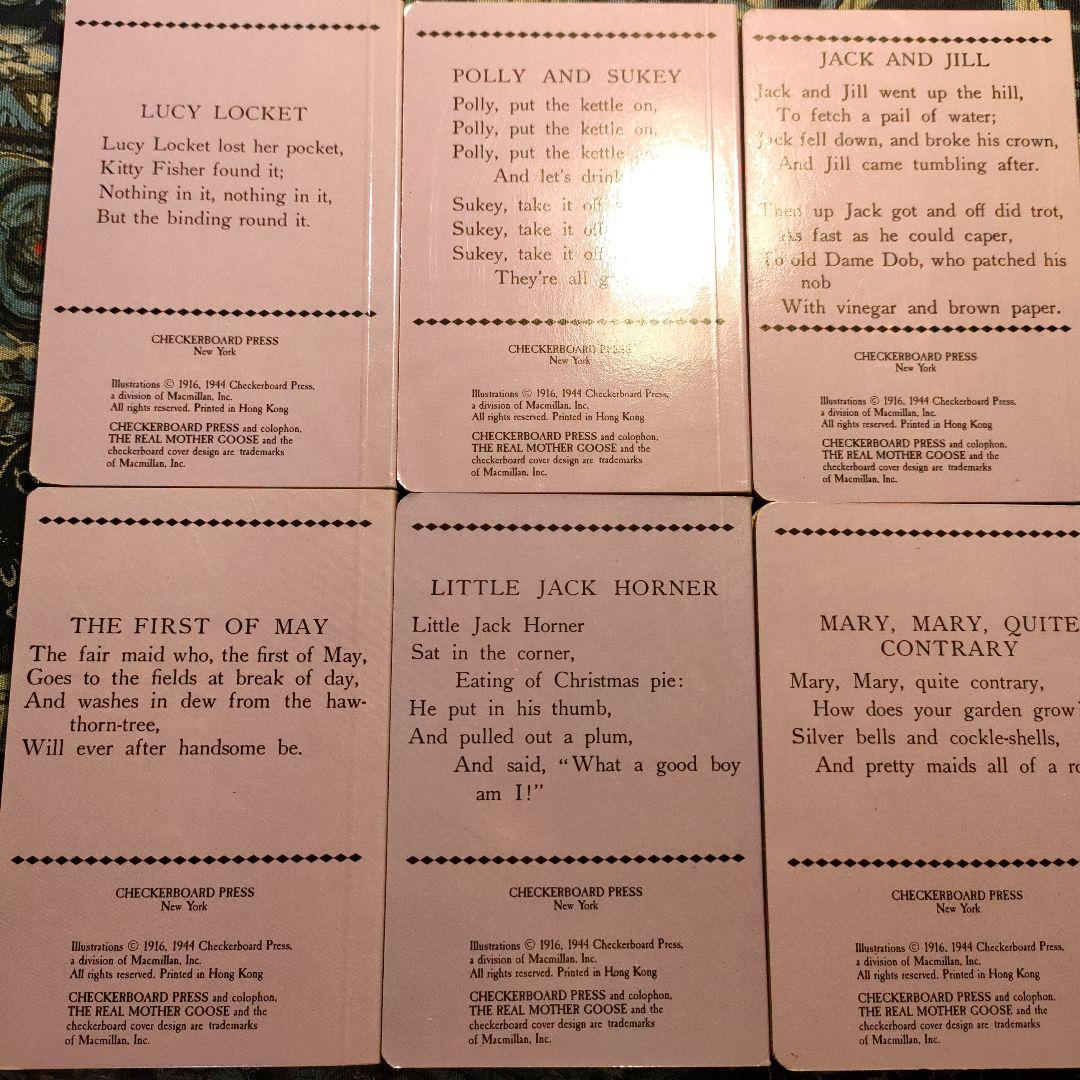 LUCY LOCKET
Lucy Locket lost her pocket,
Kitty Fisher found it;
Nothing in it, nothing in it,
But the binding round it.
CHECKERBOARD PRESS
New York
Illustrations © 1916, 1944 Checkerboard Press,
a division of Macmillan, Inc.
All rights reserved. Printed in Hong Kong
CHECKERBOARD PRESS and colophon,
THE REAL MOTHER GOOSE and the
checkerboard cover design are trademarks
of Macmillan, Inc.
POLLY AND SUKEY
Polly, put the kettle on,
Polly, put the kettle on,
Polly, put the kettle
And let's drink
Sukey, take it off
Sukey, take it off
Sukey, take it off
They're all
CHECKERBOARD PRESS
New York
Illustrations © 1916, 1944 Checkerboard Press,
a division of Macmillan, Inc.
All rights reserved. Printed in Hong Kong
CHECKERBOARD PRESS and colophon,
THE REAL MOTHER GOOSE and the
checkerboard cover design are trademarks
of Macmillan, Inc.
JACK AND JILL
Jack and Jill went up the hill,
To fetch a pail of water;
Jack fell down, and broke his crown,
And Jill came tumbling after.
Then up Jack got and off did trot,
As fast as he could caper,
To old Dame Dob, who patched his
nob
With vinegar and brown paper.
CHECKERBOARD PRESS
New York
Illustrations © 1916, 1944 Checkerboard Press,
a division of Macmillan, Inc.
All rights reserved. Printed in Hong Kong
CHECKERBOARD PRESS and colophon,
THE REAL MOTHER GOOSE and the
checkerboard cover design are trademarks
of Macmillan, Inc.
THE FIRST OF MAY
The fair maid who, the first of May,
Goes to the fields at break of day,
And washes in dew from the haw-
thorn-tree,
Will ever after handsome be.
CHECKERBOARD PRESS
New York
Illustrations © 1916, 1944 Checkerboard Press,
a division of Macmillan, Inc.
All rights reserved. Printed in Hong Kong
CHECKERBOARD PRESS and colophon,
THE REAL MOTHER GOOSE and the
checkerboard cover design are trademarks
of Macmillan, Inc.
LITTLE JACK HORNER
Little Jack Horner
Sat in the corner,
Eating of Christmas pie:
He put in his thumb,
And pulled out a plum,
And said, "What a good boy
am I!"
CHECKERBOARD PRESS
New York
Illustrations © 1916, 1944 Checkerboard Press,
a division of Macmillan, Inc.
All rights reserved. Printed in Hong Kong
CHECKERBOARD PRESS and colophon,
THE REAL MOTHER GOOSE and the
checkerboard cover design are trademarks
of Macmillan, Inc.
MARY, MARY, QUITE
CONTRARY
Mary, Mary, quite contrary,
How does your garden grow?
Silver bells and cockle-shells,
And pretty maids all of a
CHECKERBOARD PRESS
New York
Illustrations © 1916, 1944 Checkerboard Press,
a division of Macmillan, Inc.
All rights reserved. Printed in Hong Kong
CHECKERBOARD PRESS and colophon,
THE REAL MOTHER GOOSE and the
checkerboard cover design are trademarks
of Macmillan, Inc.